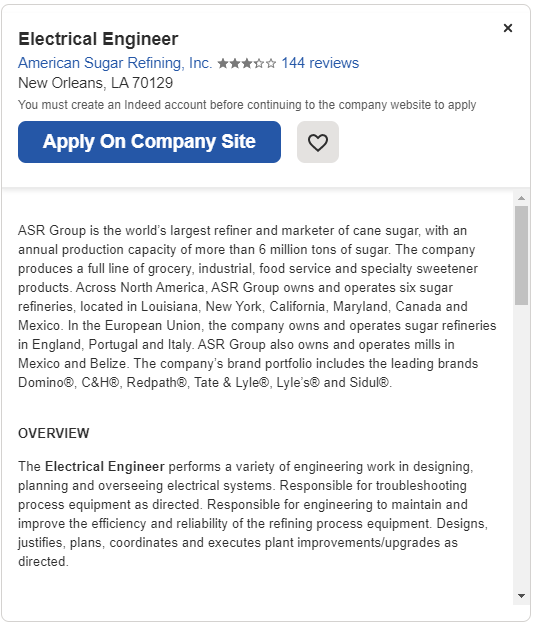 Electrical Engineer
American Sugar Refining, Inc. 144 reviews
New Orleans, LA 70129
You must create an Indeed account before continuing to the company website to apply
Apply On Company Site
ASR Group is the world’s largest refiner and marketer of cane sugar, with an
annual production capacity of more than 6 million tons of sugar. The company
produces a full line of grocery, industrial, food service and specialty sweetener
products. Across North America, ASR Group owns and operates six sugar
refineries, located in Louisiana, New York, California, Maryland, Canada and
Mexico. In the European Union, the company owns and operates sugar refineries
in England, Portugal and Italy. ASR Group also owns and operates mills in
Mexico and Belize. The company’s brand portfolio includes the leading brands
Domino®, C&H®, Redpath®, Tate & Lyle®, Lyle’s® and Sidul®.
OVERVIEW
The Electrical Engineer performs a variety of engineering work in designing,
planning and overseeing electrical systems. Responsible for troubleshooting
process equipment as directed. Responsible for engineering to maintain and
improve the efficiency and reliability of the refining process equipment. Designs,
justifies, plans, coordinates and executes plant improvements/upgrades as
directed.